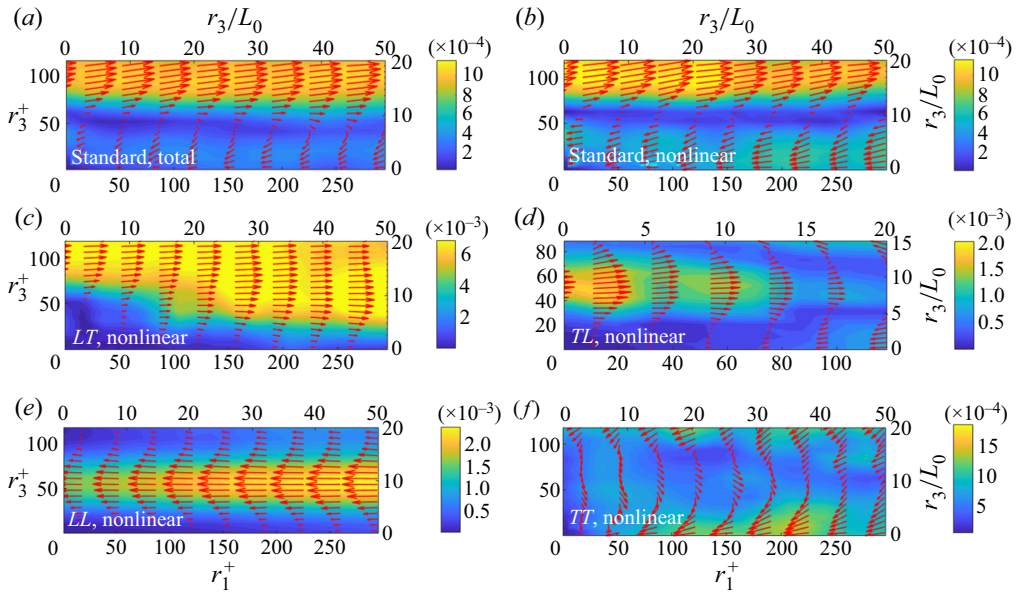 (a) r₃/L₀ (b) r₃/L₀
0 10 20 30 40 50 (×10⁻⁴) 0 10 20 30 40 50 (×10⁻⁴)
100 20 10 100 20 10
r₃⁺ 8 r₃/L₀ 8
50 10 6 50 10 6
4 4
Standard, total 0 2 Standard, nonlinear 0 2
0 50 100 150 200 250 0 50 100 150 200 250
(c) 0 10 20 30 40 50 (×10⁻³) (d) 0 5 10 15 20 (×10⁻³)
20 6 80 15 2.0
100 60 10 1.5
r₃⁺ 10 4 r₃/L₀
50 40 5 1.0
2 20 0.5
LT, nonlinear 0 TL, nonlinear 0
0 50 100 150 200 250 0 20 40 60 80 100
(e) (f)
0 10 20 30 40 50 (×10⁻³) 0 10 20 30 40 50 (×10⁻⁴)
100 20 2.0 100 20 15
r₃⁺ 1.5 r₃/L₀
50 10 1.0 50 10 10
0.5 5
LL, nonlinear 0 TT, nonlinear 0
0 50 100 150 200 250 0 50 100 150 200 250
r₁⁺ r₁⁺